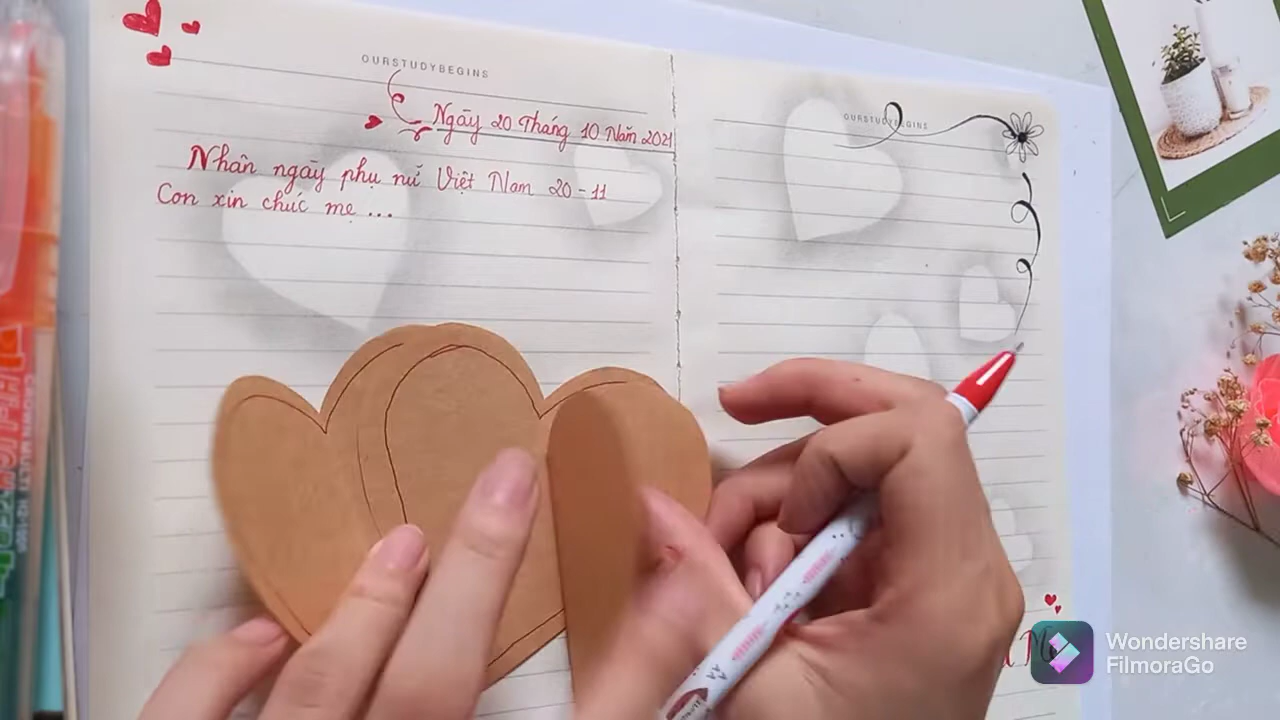 OURSTUDYBEGINS
Ngày 20 Tháng 10 Năm 2021
Nhân ngày phụ nữ Việt Nam 20-11
Con xin chúc mẹ ...
OURSTUDYBEGINS
Wondershare
FilmoraGo